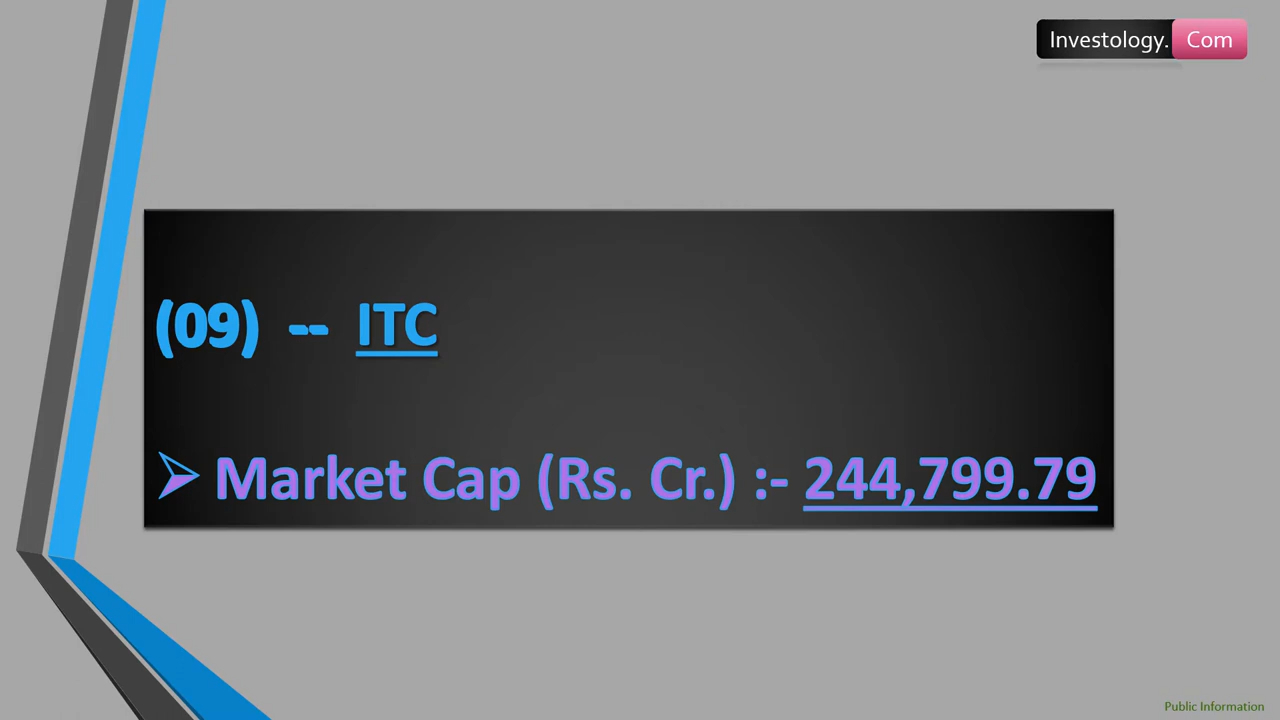 Investology. Com
(09) -- ITC
Market Cap (Rs. Cr.) :- 244,799.79
Public Information